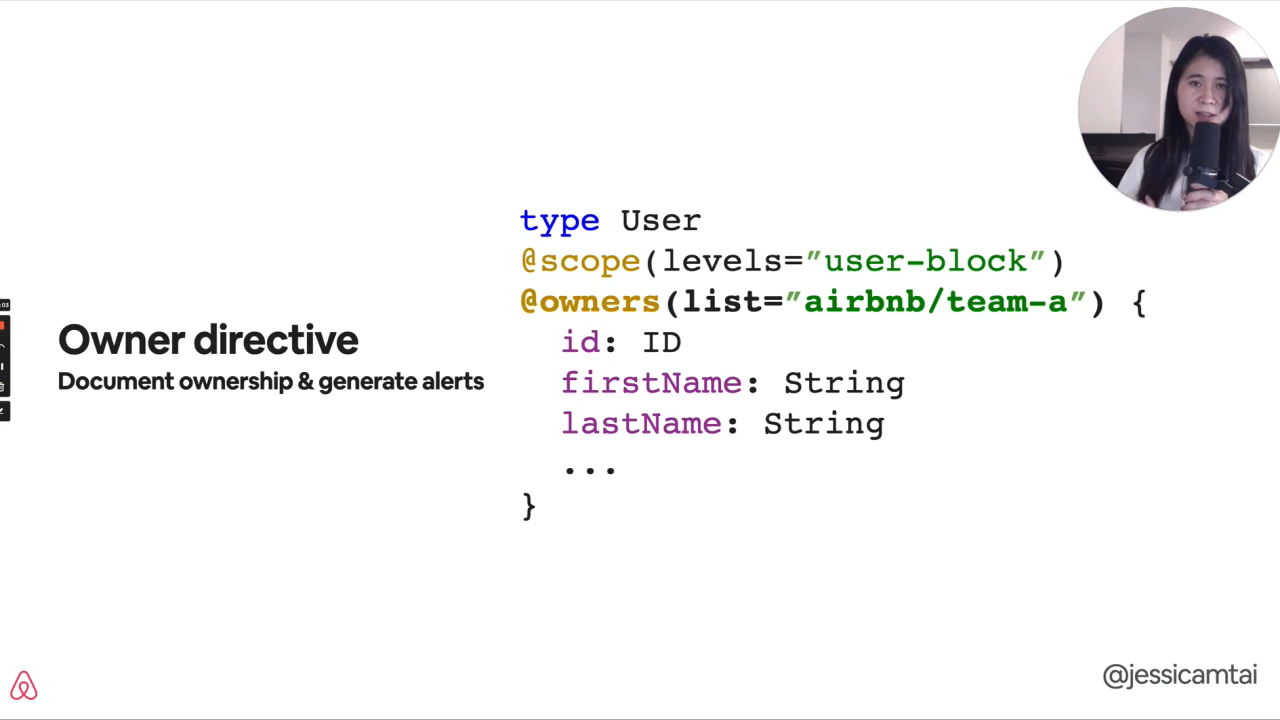 Owner directive
Document ownership & generate alerts
type User
@scope(levels=”user-block”)
@owners(list=”airbnb/team-a”) {
id: ID
firstName: String
lastName: String
...
}
@jessicamtai